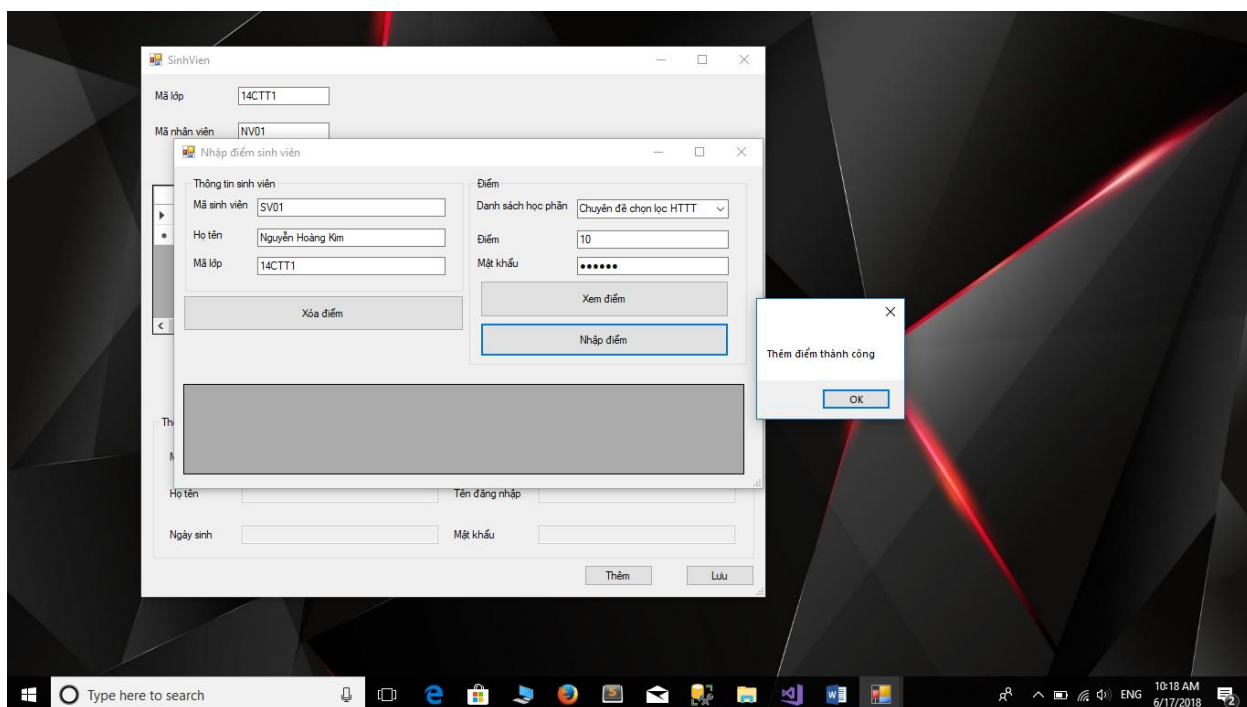 SinhVien
Mã lớp 14CTT1
Mã nhân viên NV01
Nhập điểm sinh viên
Thông tin sinh viên
Mã sinh viên SV01
Họ tên Nguyễn Hoàng Kim
Mã lớp 14CTT1
Xóa điểm
Điểm
Danh sách học phần Chuyên đề chọn lọc HTTT
Điểm 10
Mật khẩu ●●●●●●
Xem điểm
Nhập điểm
Thêm điểm thành công
OK
Th
Họ tên Tên đăng nhập
Ngày sinh Mật khẩu
Thêm Lưu
Type here to search
ENG
10:18 AM
6/17/2018
2